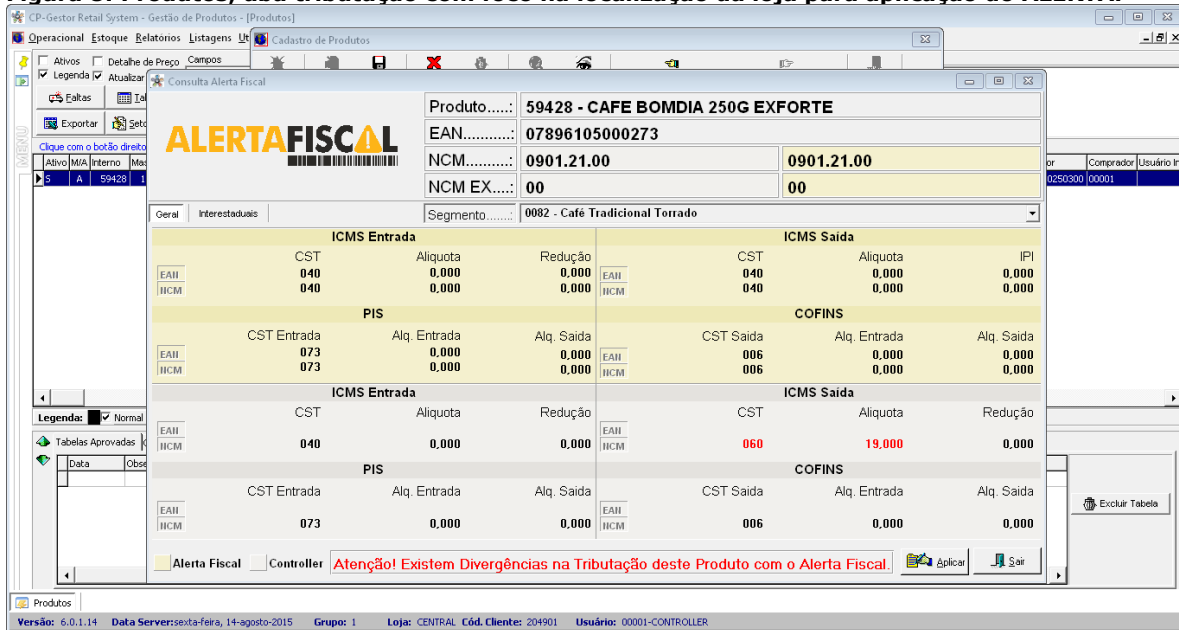 CP-Gestor Retail System - Gestão de Produtos - [Produtos]
Operacional Estoque Relatórios Listagens Cadastro de Produtos
Ativos Detalhe de Preço Campos
Legenda Atualizar Consulta Alerta Fiscal
Faltas
Exportar
Clique com o botão direito
Ativo M/A Interno Comprador
S A 59428 1 0250300 00001
ALERTAFISCAL
Produto.....: 59428 - CAFE BOMDIA 250G EXFORTE
EAN..........: 07896105000273
NCM.........: 0901.21.00 0901.21.00
NCM EX....: 00 00
Geral Interestaduais Segmento.......: 0082 - Café Tradicional Torrado
ICMS Entrada ICMS Saida
CST Aliquota Redução CST Aliquota IPI
EAN 040 0,000 0,000 EAN 040 0,000 0,000
NCM 040 0,000 0,000 NCM 040 0,000 0,000
PIS COFINS
CST Entrada Alq. Entrada Alq. Saida CST Saida Alq. Entrada Alq. Saida
EAN 073 0,000 0,000 EAN 006 0,000 0,000
NCM 073 0,000 0,000 NCM 006 0,000 0,000
ICMS Entrada ICMS Saída
CST Aliquota Redução CST Aliquota Redução
EAN EAN
NCM 040 0,000 0,000 NCM 060 19,000 0,000
PIS COFINS
CST Entrada Alq. Entrada Alq. Saida CST Saida Alq. Entrada Alq. Saida
EAN EAN
NCM 073 0,000 0,000 NCM 006 0,000 0,000
Alerta Fiscal Controller Atenção! Existem Divergências na Tributação deste Produto com o Alerta Fiscal. Aplicar Sair
MENU
Legenda: Normal
Tabelas Aprovadas
Data
Excluir Tabela
Produtos
Versão: 6.0.1.14 Data Server:sexta-feira, 14-agosto-2015 Grupo: 1 Loja: CENTRAL Cód. Cliente: 204901 Usuário: 00001-CONTROLLER